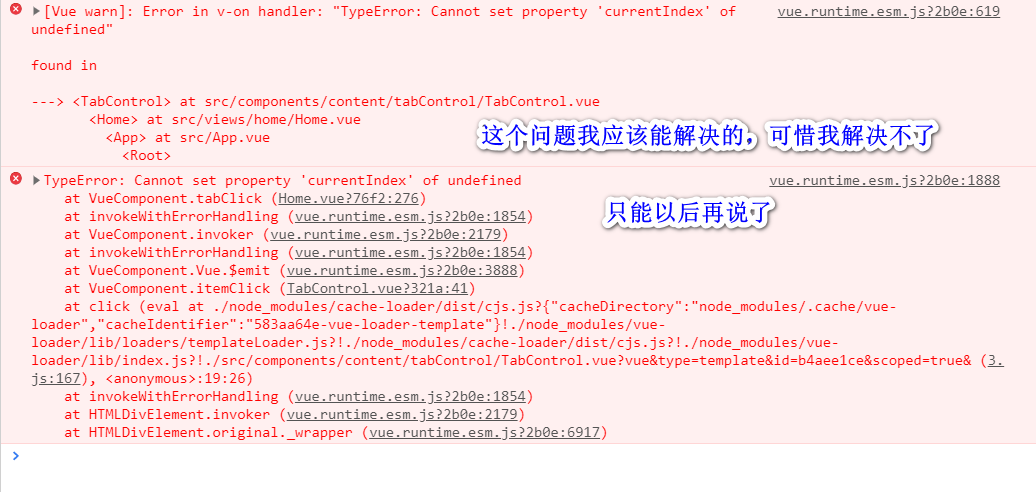 [Vue warn]: Error in v-on handler: "TypeError: Cannot set property 'currentIndex' of vue.runtime.esm.js?2b0e:619
undefined"
found in
---> <TabControl> at src/components/content/tabControl/TabControl.vue
<Home> at src/views/home/Home.vue
<App> at src/App.vue
这个问题我应该能解决的，可惜我解决不了
<Root>
TypeError: Cannot set property 'currentIndex' of undefined vue.runtime.esm.js?2b0e:1888
at VueComponent.tabClick (Home.vue?76f2:276)
只能以后再说了
at invokeWithErrorHandling (vue.runtime.esm.js?2b0e:1854)
at VueComponent.invoker (vue.runtime.esm.js?2b0e:2179)
at invokeWithErrorHandling (vue.runtime.esm.js?2b0e:1854)
at VueComponent.Vue.$emit (vue.runtime.esm.js?2b0e:3888)
at VueComponent.itemClick (TabControl.vue?321a:41)
at click (eval at ./node_modules/cache-loader/dist/cjs.js?{"cacheDirectory":"node_modules/.cache/vue-
loader","cacheIdentifier":"583aa64e-vue-loader-template"}!./node_modules/vue-
loader/lib/loaders/templateLoader.js?!./node_modules/cache-loader/dist/cjs.js?!./node_modules/vue-
loader/lib/index.js?!./src/components/content/tabControl/TabControl.vue?vue&type=template&id=b4aee1ce&scoped=true& (3.
js:167), <anonymous>:19:26)
at invokeWithErrorHandling (vue.runtime.esm.js?2b0e:1854)
at HTMLDivElement.invoker (vue.runtime.esm.js?2b0e:2179)
at HTMLDivElement.original._wrapper (vue.runtime.esm.js?2b0e:6917)